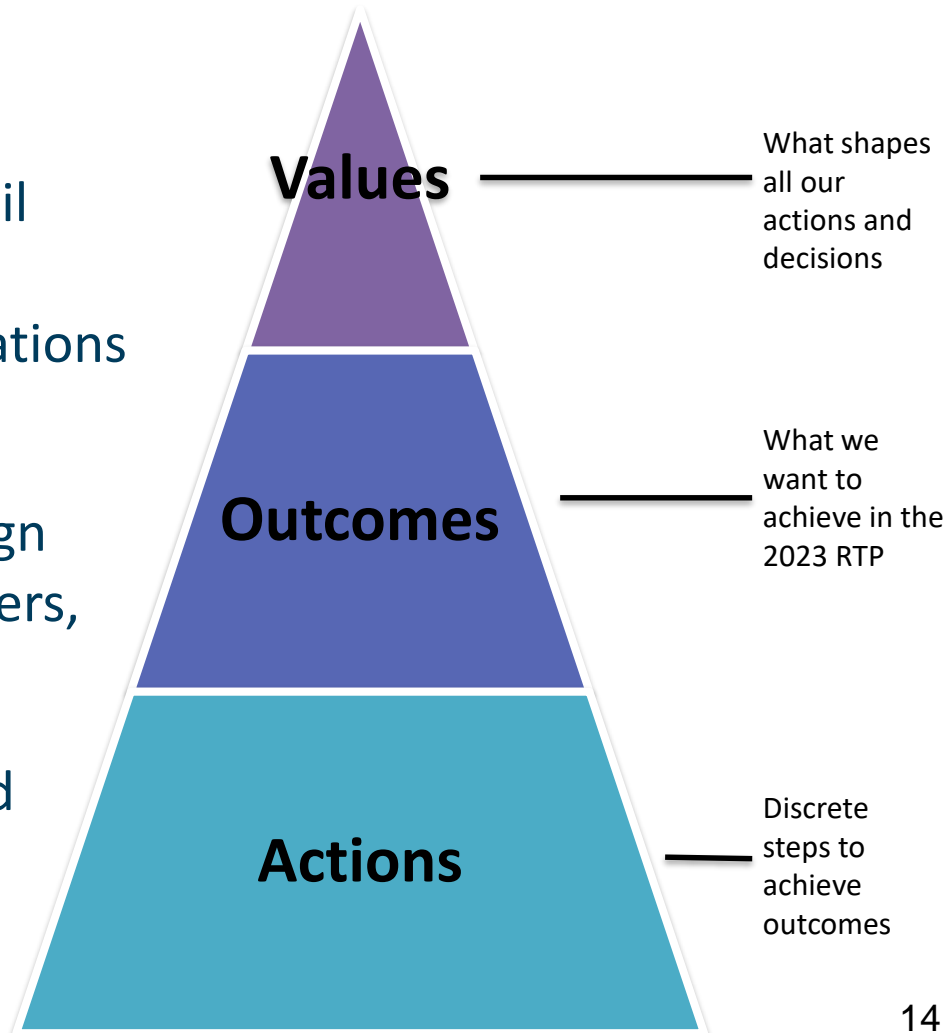 il
ations
gn
ers,
d
Values
What shapes
all our
actions and
decisions
Outcomes
What we
want to
achieve in the
2023 RTP
Actions
Discrete
steps to
achieve
outcomes
14